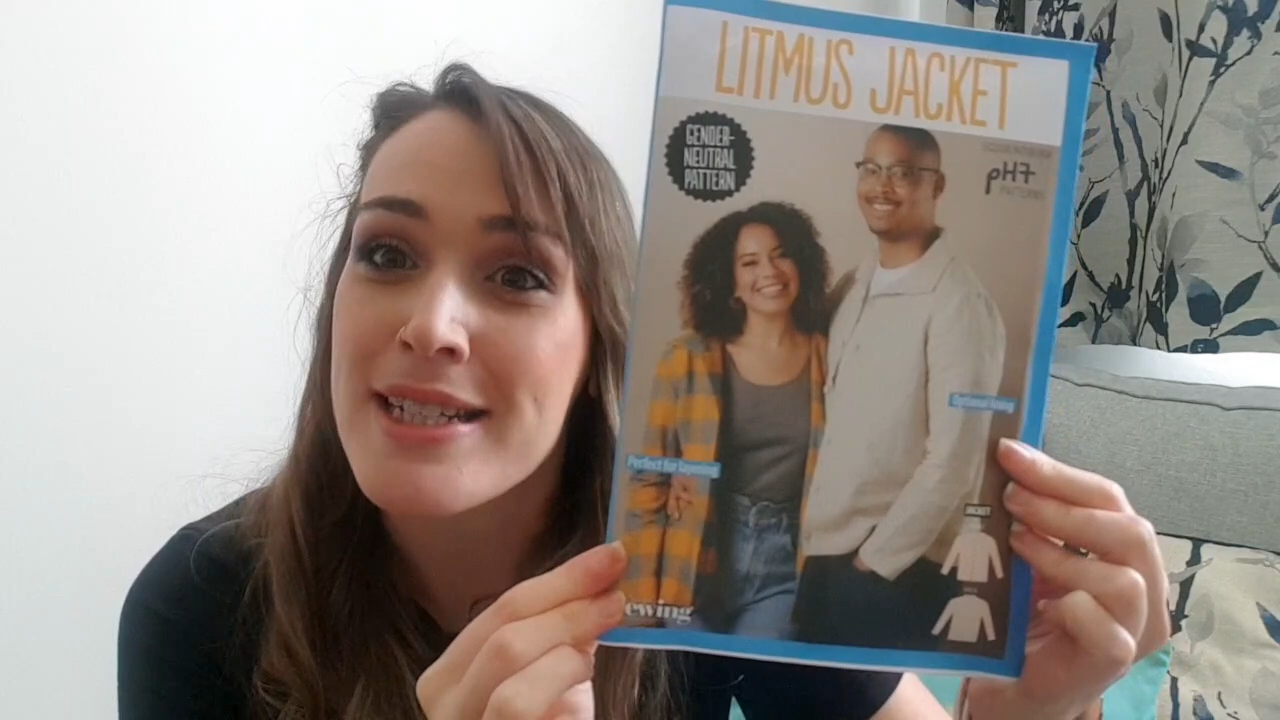 LITMUS JACKET
GENDER-
NEUTRAL
PATTERN
pH7
PATTERNS
Optional lining
Perfect for layering
JACKET
ewing